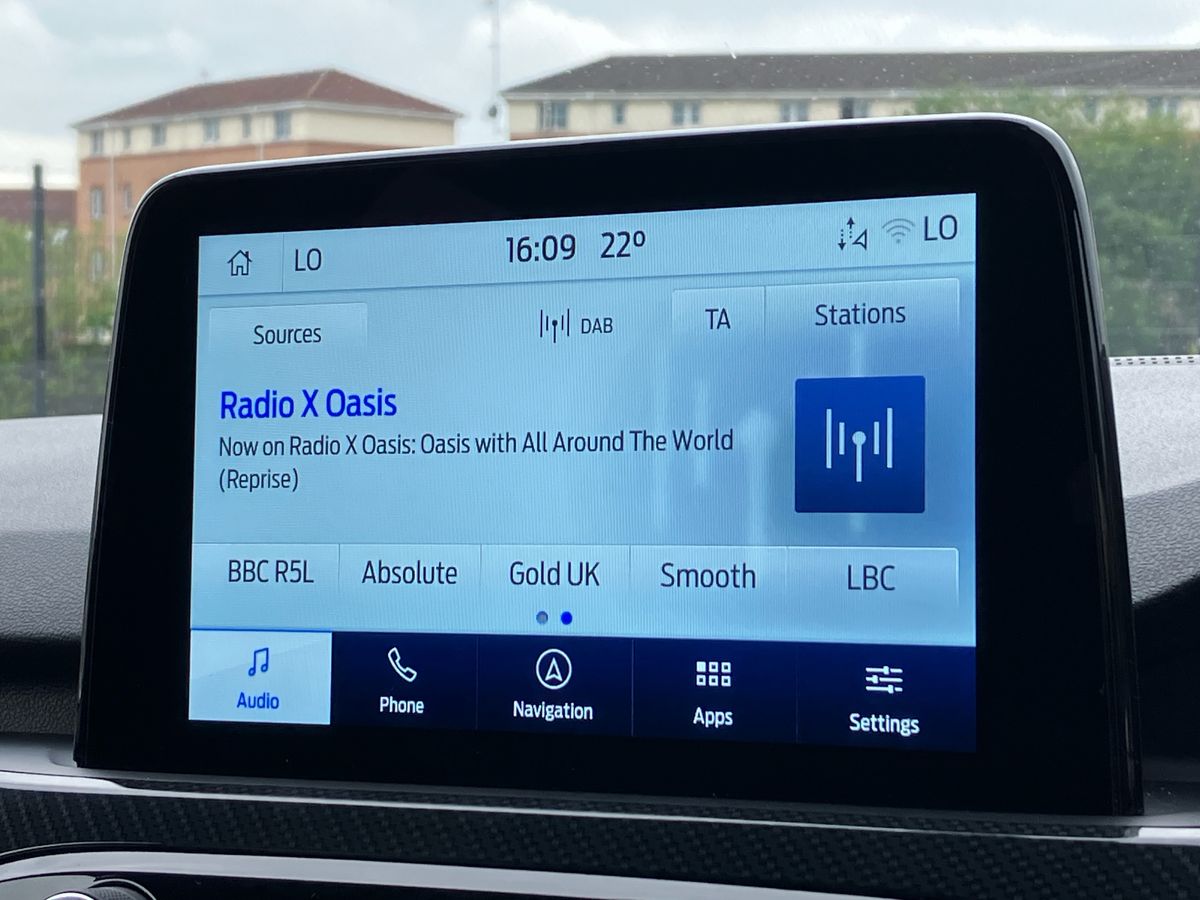 LO 16:09 22º LO
Sources DAB TA Stations
Radio X Oasis
Now on Radio X Oasis: Oasis with All Around The World
(Reprise)
BBC R5L Absolute Gold UK Smooth LBC
Audio Phone Navigation Apps Settings